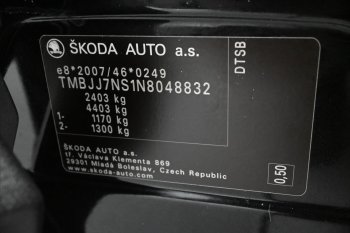 ŠKODA AUTO a.s.
e8*2007/46*0249
TMBJJ7NS1N8048832
2403 kg
4403 kg
1- 1170 kg
2- 1300 kg
DTSB
ŠKODA AUTO a.s.
tř. Václava Klementa 869
29301 Mladá Boleslav, Czech Republic
www.skoda-auto.com
0,50